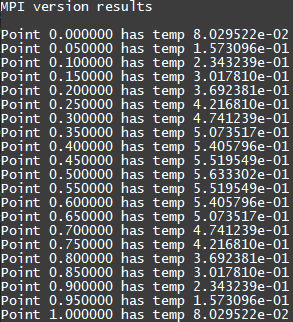 MPI version results
Point 0.000000 has temp 8.029522e-02
Point 0.050000 has temp 1.573096e-01
Point 0.100000 has temp 2.343239e-01
Point 0.150000 has temp 3.017810e-01
Point 0.200000 has temp 3.692381e-01
Point 0.250000 has temp 4.216810e-01
Point 0.300000 has temp 4.741239e-01
Point 0.350000 has temp 5.073517e-01
Point 0.400000 has temp 5.405796e-01
Point 0.450000 has temp 5.519549e-01
Point 0.500000 has temp 5.633302e-01
Point 0.550000 has temp 5.519549e-01
Point 0.600000 has temp 5.405796e-01
Point 0.650000 has temp 5.073517e-01
Point 0.700000 has temp 4.741239e-01
Point 0.750000 has temp 4.216810e-01
Point 0.800000 has temp 3.692381e-01
Point 0.850000 has temp 3.017810e-01
Point 0.900000 has temp 2.343239e-01
Point 0.950000 has temp 1.573096e-01
Point 1.000000 has temp 8.029522e-02